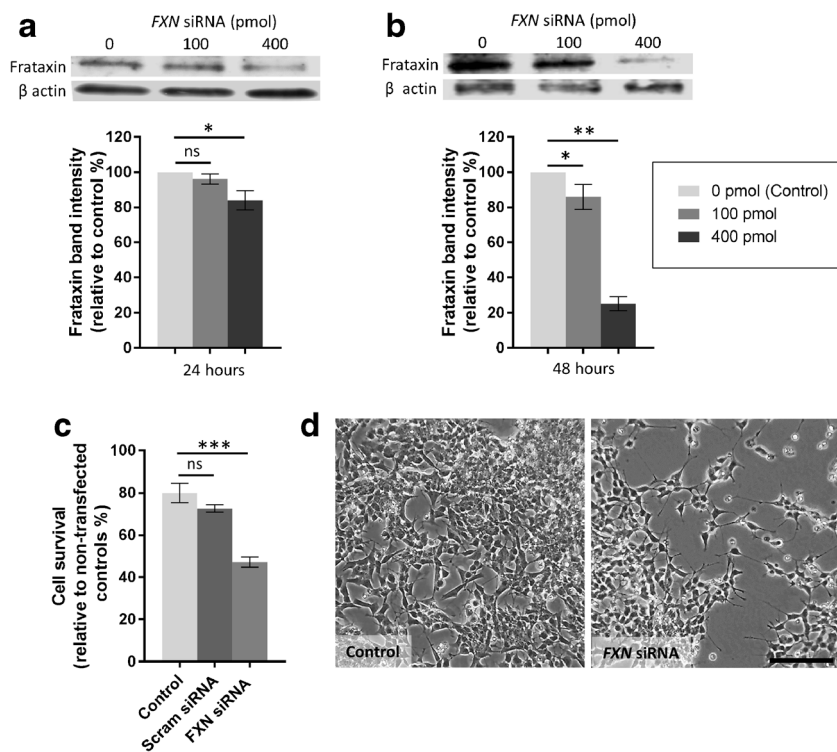 a
FXN siRNA (pmol)
0 100 400
Frataxin
β actin
*
ns
120
100
80
60
40
20
0
Frataxin band intensity
(relative to control %)
24 hours
b
FXN siRNA (pmol)
0 100 400
Frataxin
β actin
**
*
120
100
80
60
40
20
0
Frataxin band intensity
(relative to control %)
48 hours
0 pmol (Control)
100 pmol
400 pmol
c
***
ns
100
80
60
40
20
0
Cell survival
(relative to non-transfected
controls %)
Control
Scram siRNA
FXN siRNA
d
Control
FXN siRNA